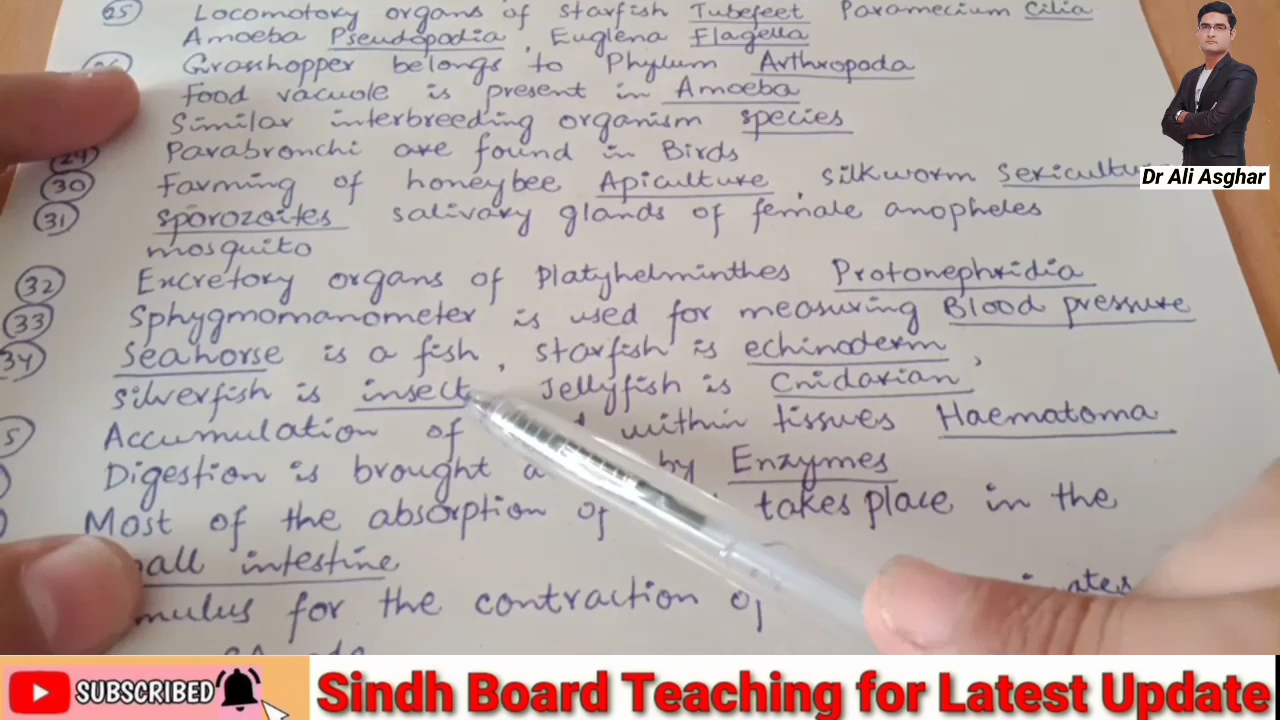 25 Locomotory organs of starfish Tubefeet Paramecium Cilia
Amoeba Pseudopodia , Euglena Flagella
Grasshopper belongs to Phylum Arthropoda
Food vacuole is present in Amoeba
Similar interbreeding organism species
29 Parabronchi are found in Birds
30 Farming of honeybee Apiculture , silkworm
31 sporozoites salivary glands of female anopheles
mosquito
32 Excretory organs of Platyhelminthes Protonephridia
33 Sphygmomanometer is used for measuring Blood pressure
34 Seahorse is a fish , starfish is echinoderm ,
silverfish is insect Jellyfish is Cnidarian
5 Accumulation of within tissues Haematoma
Digestion is brought by Enzymes
Most of the absorption of takes place in the
intestine
for the contraction of
Dr Ali Asghar
SUBSCRIBED
Sindh Board Teaching for Latest Update